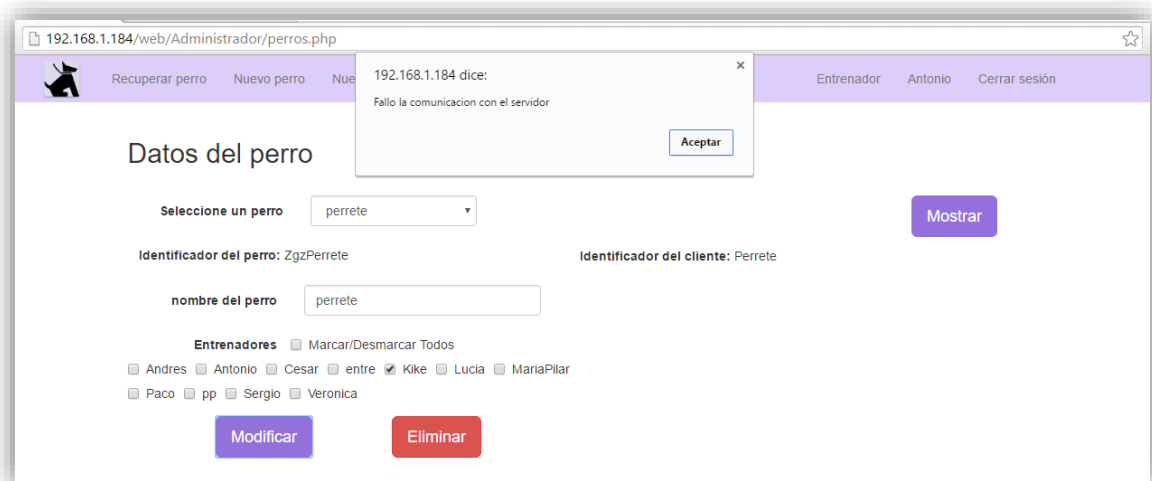 192.168.1.184/web/Administrador/perros.php
Recuperar perro Nuevo perro Nue Entrenador Antonio Cerrar sesión
192.168.1.184 dice:
Fallo la comunicacion con el servidor
Aceptar
Datos del perro
Seleccione un perro perrete Mostrar
Identificador del perro: ZgzPerrete Identificador del cliente: Perrete
nombre del perro perrete
Entrenadores Marcar/Desmarcar Todos
Andres Antonio Cesar entre Kike Lucia MariaPilar
Paco pp Sergio Veronica
Modificar Eliminar